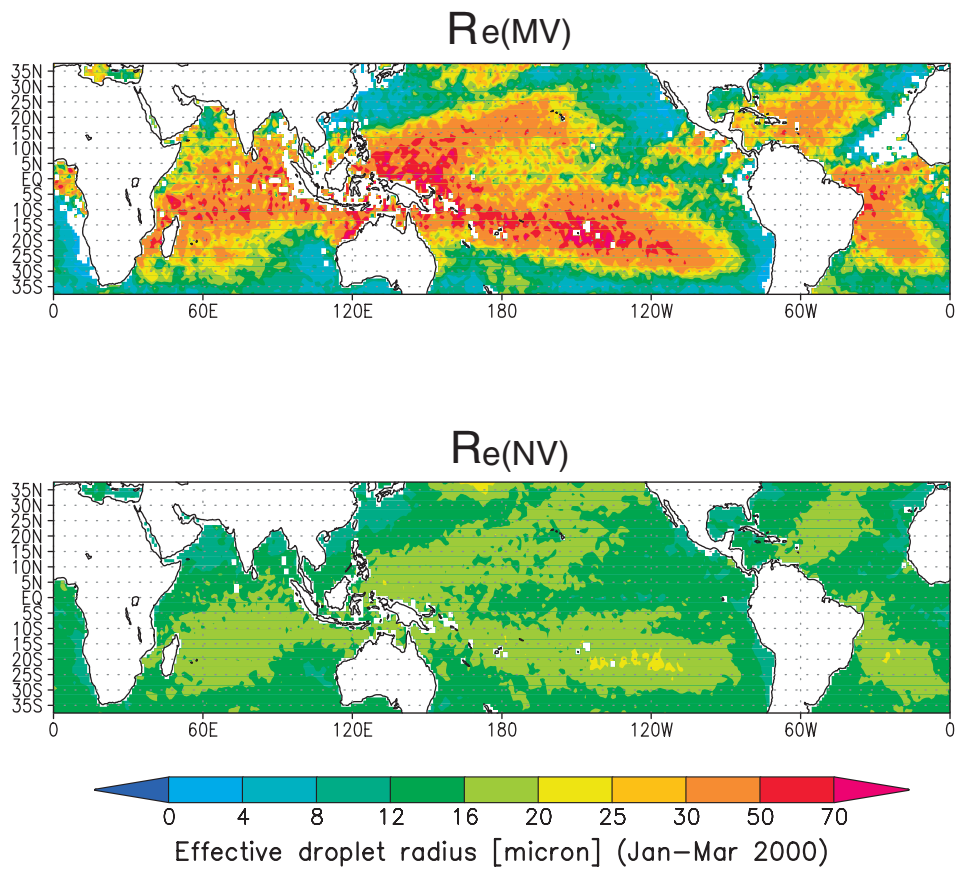 Re(MV)
35N
30N
25N
20N
15N
10N
5N
EQ
5S
10S
15S
20S
25S
30S
35S
0 60E 120E 180 120W 60W 0
Re(NV)
35N
30N
25N
20N
15N
10N
5N
EQ
5S
10S
15S
20S
25S
30S
35S
0 60E 120E 180 120W 60W 0
0 4 8 12 16 20 25 30 50 70
Effective droplet radius [micron] (Jan-Mar 2000)